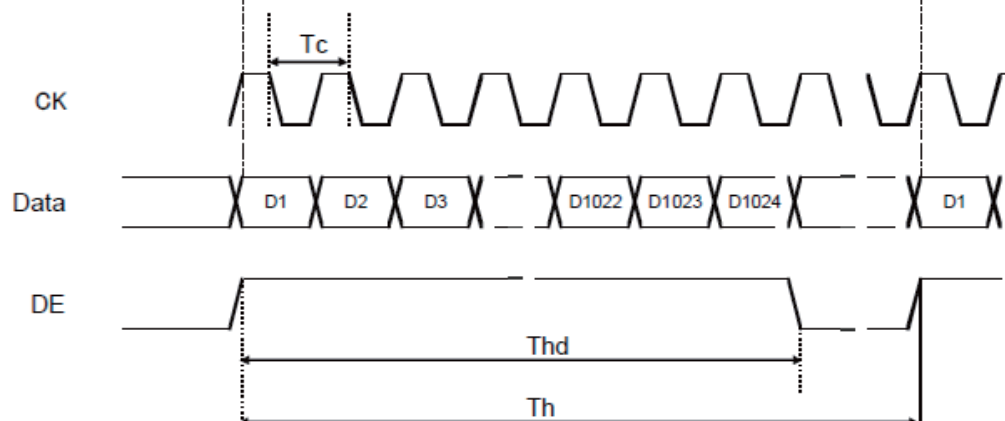 Tc
CK
Data D1 D2 D3 D1022 D1023 D1024 D1
DE
Thd
Th